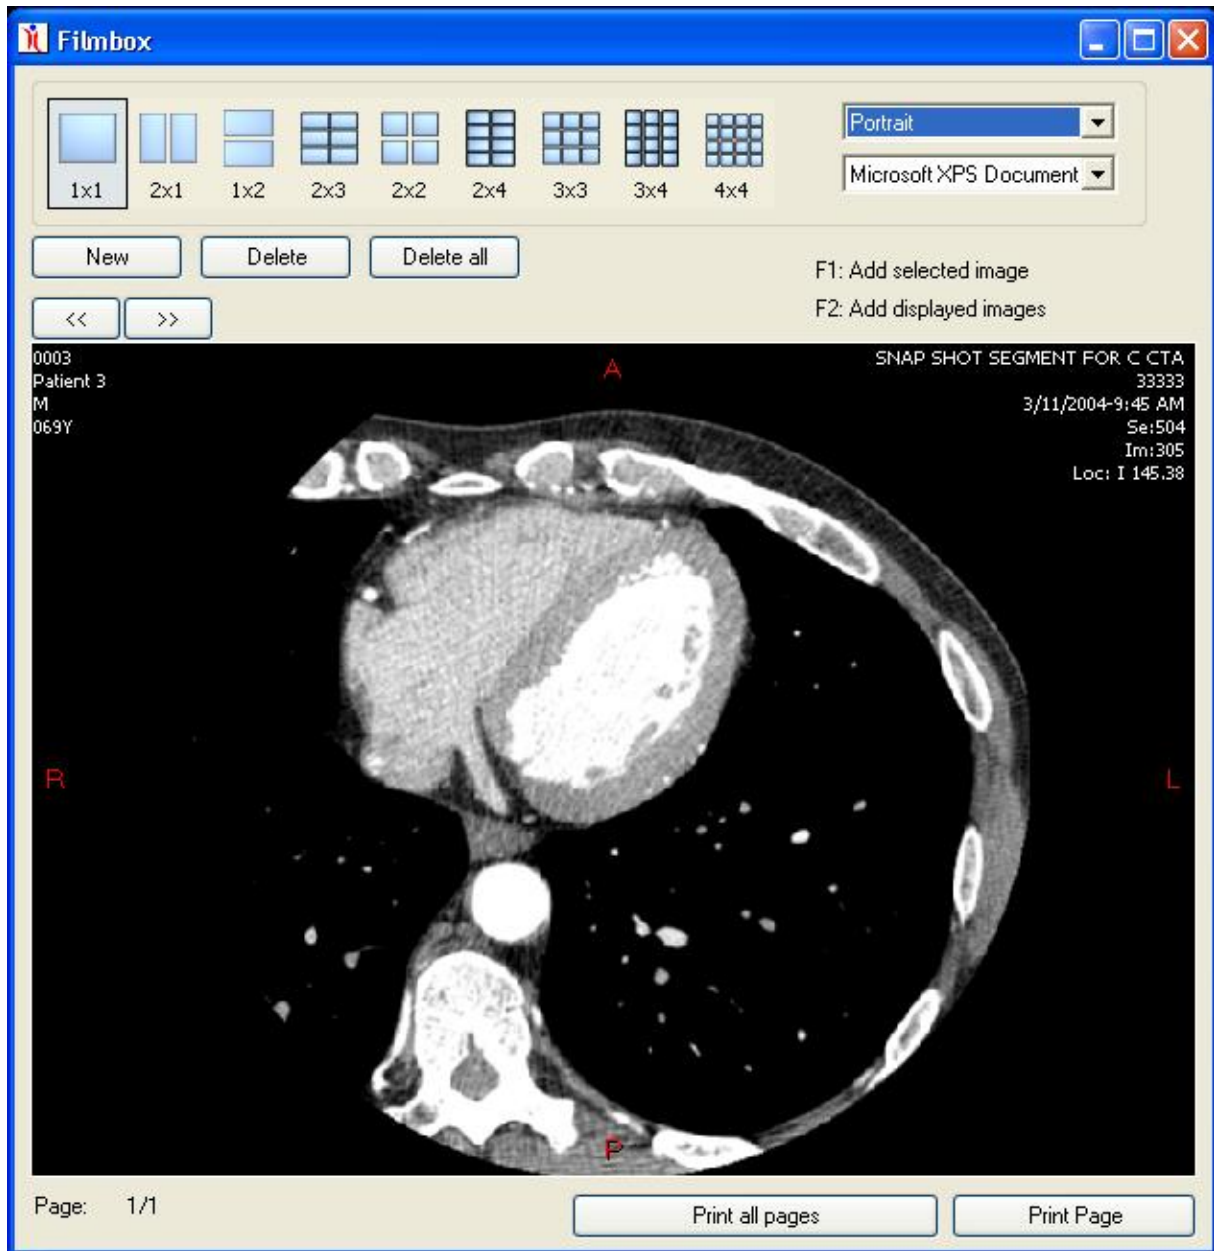 Filmbox
1x1 2x1 1x2 2x3 2x2 2x4 3x3 3x4 4x4
Portrait
Microsoft XPS Document
New Delete Delete all
F1: Add selected image
F2: Add displayed images
<< >>
0003
Patient 3
M
069Y
A
SNAP SHOT SEGMENT FOR C CTA
33333
3/11/2004-9:45 AM
Se:504
Im:305
Loc: I 145.38
R
L
P
Page: 1/1
Print all pages
Print Page